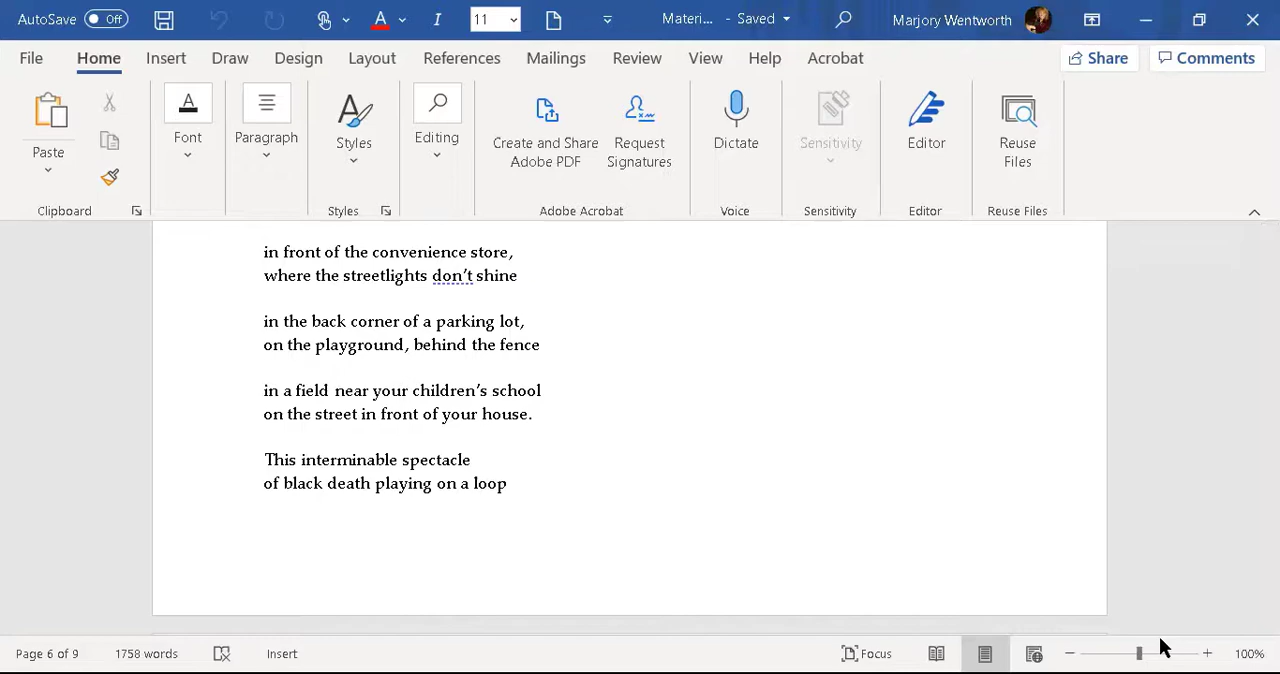 AutoSave Off 11 Materi... - Saved Marjory Wentworth
File Home Insert Draw Design Layout References Mailings Review View Help Acrobat Share Comments
Paste Font Paragraph Styles Editing Create and Share Adobe PDF Request Signatures Dictate Sensitivity Editor Reuse Files
Clipboard Styles Adobe Acrobat Voice Sensitivity Editor Reuse Files
in front of the convenience store,
where the streetlights don’t shine
in the back corner of a parking lot,
on the playground, behind the fence
in a field near your children’s school
on the street in front of your house.
This interminable spectacle
of black death playing on a loop
Page 6 of 9 1758 words Insert Focus 100%